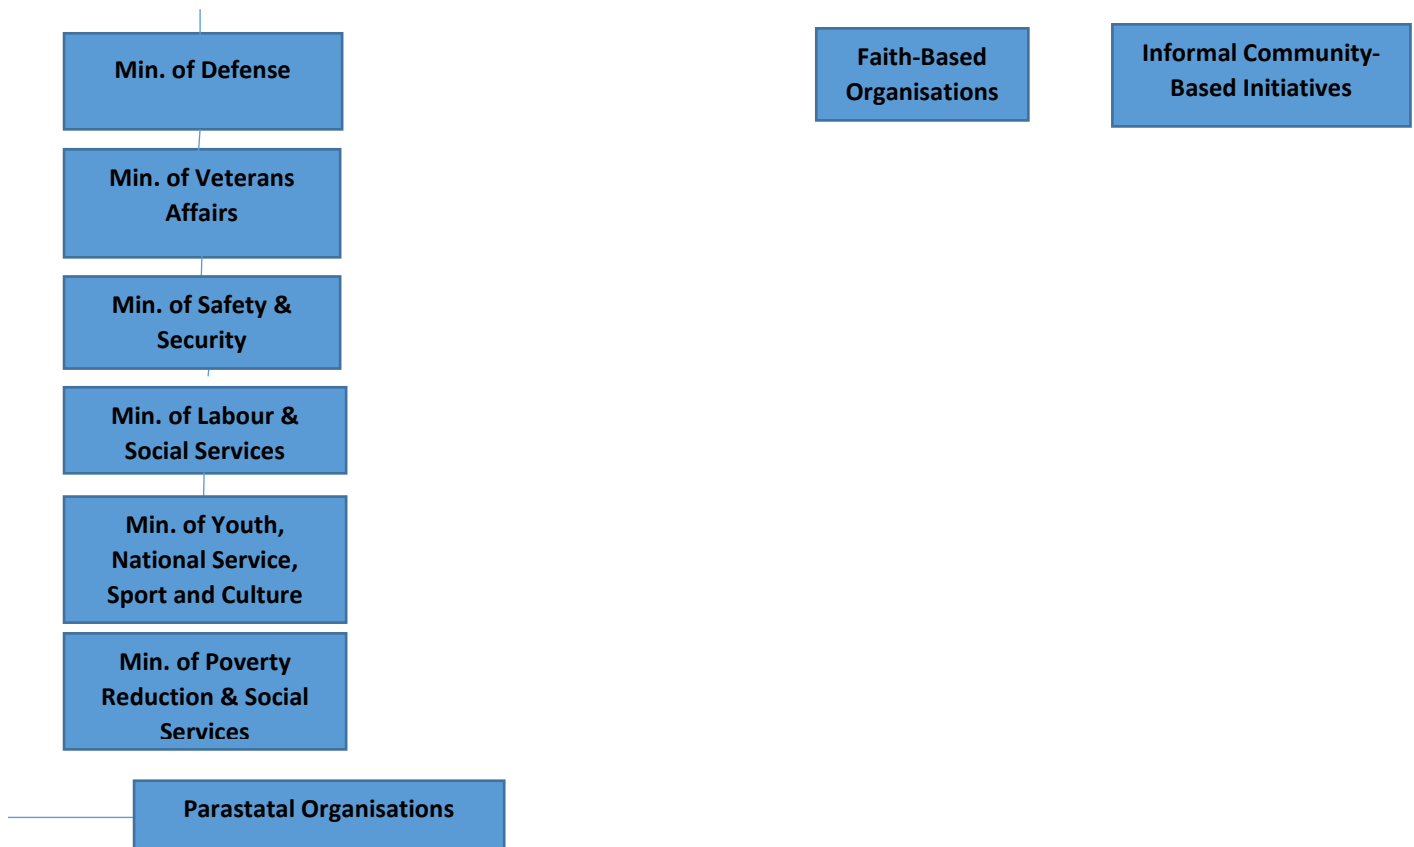 Min. of Defense
Faith-Based
Organisations
Informal Community-
Based Initiatives
Min. of Veterans
Affairs
Min. of Safety &
Security
Min. of Labour &
Social Services
Min. of Youth,
National Service,
Sport and Culture
Min. of Poverty
Reduction & Social
Services
Parastatal Organisations